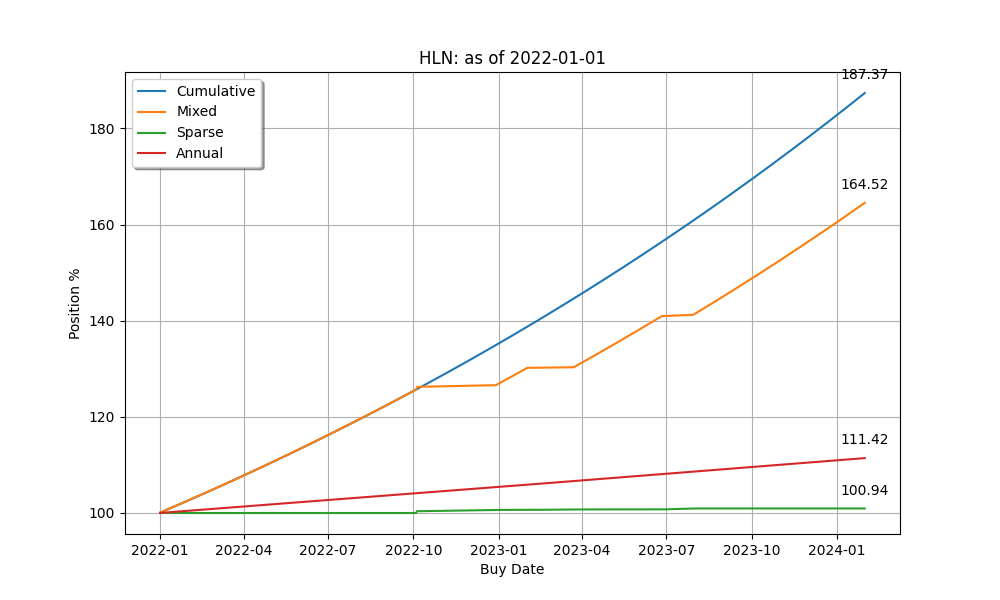 HLN: as of 2022-01-01
187.37
Cumulative
Mixed
Sparse
Annual
180
164.52
160
140
120
111.42
100.94
100
Position %
2022-01 2022-04 2022-07 2022-10 2023-01 2023-04 2023-07 2023-10 2024-01
Buy Date